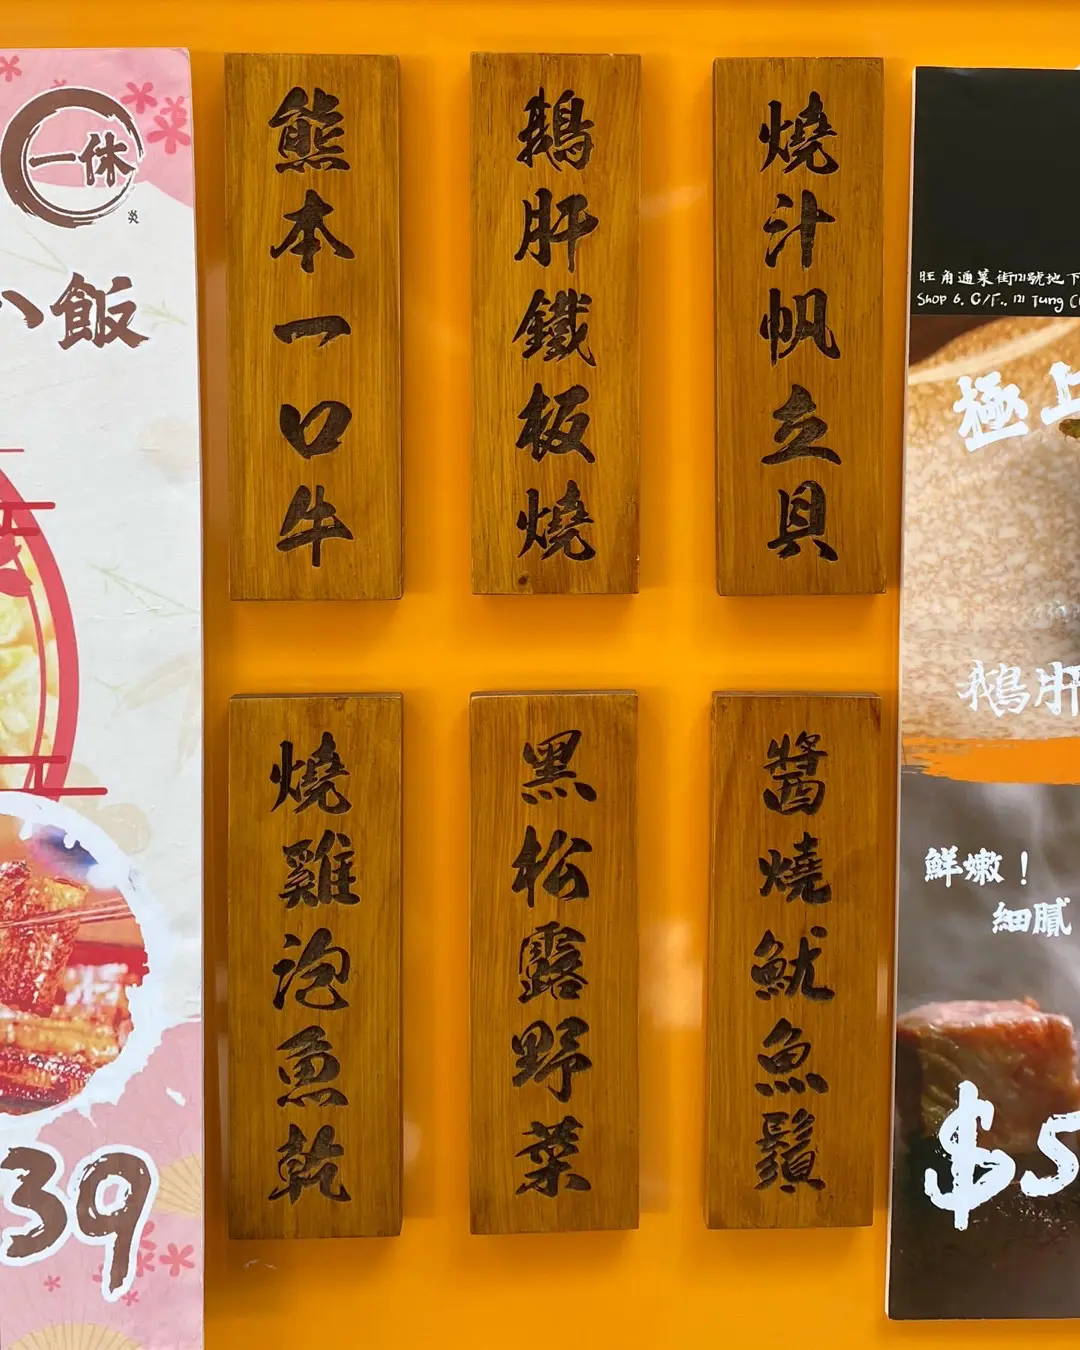 一休
飯
39
熊本一口牛
鵝肝鐵板燒
燒汁帆立貝
燒雞泡魚乾
黑松露野菜
醬燒魷魚鬚
旺角通菜街121號地下
Shop 6, G/F., 121 Tung
極上
鵝肝
鮮嫩!
細膩
$5